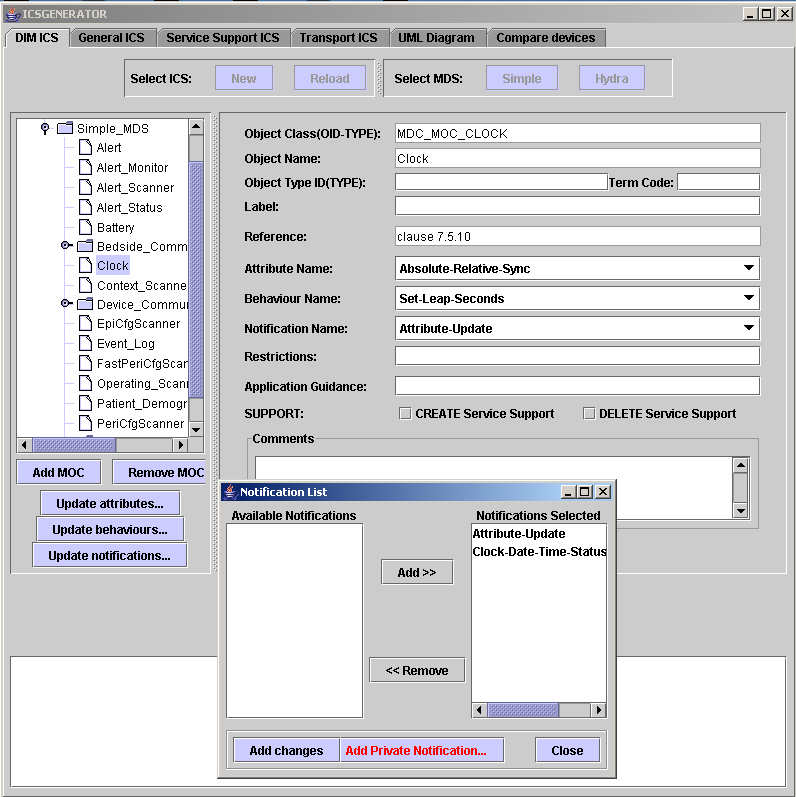 ICSGENERATOR
DIM ICS General ICS Service Support ICS Transport ICS UML Diagram Compare devices
Select ICS: New Reload Select MDS: Simple Hydra
Simple_MDS
Alert
Alert_Monitor
Alert_Scanner
Alert_Status
Battery
Bedside_Comm
Clock
Context_Scanne
Device_Commu
EpiCfgScanner
Event_Log
FastPeriCfgScar
Operating_Scan
Patient_Demogr
PeriCfgScanner
Add MOC Remove MOC
Update attributes...
Update behaviours...
Update notifications...
Object Class(OID-TYPE): MDC_MOC_CLOCK
Object Name: Clock
Object Type ID(TYPE): Term Code:
Label:
Reference: clause 7.5.10
Attribute Name: Absolute-Relative-Sync
Behaviour Name: Set-Leap-Seconds
Notification Name: Attribute-Update
Restrictions:
Application Guidance:
SUPPORT: CREATE Service Support DELETE Service Support
Comments
Notification List
Available Notifications Notifications Selected
Attribute-Update
Clock-Date-Time-Status
Add >>
<< Remove
Add changes Add Private Notification... Close